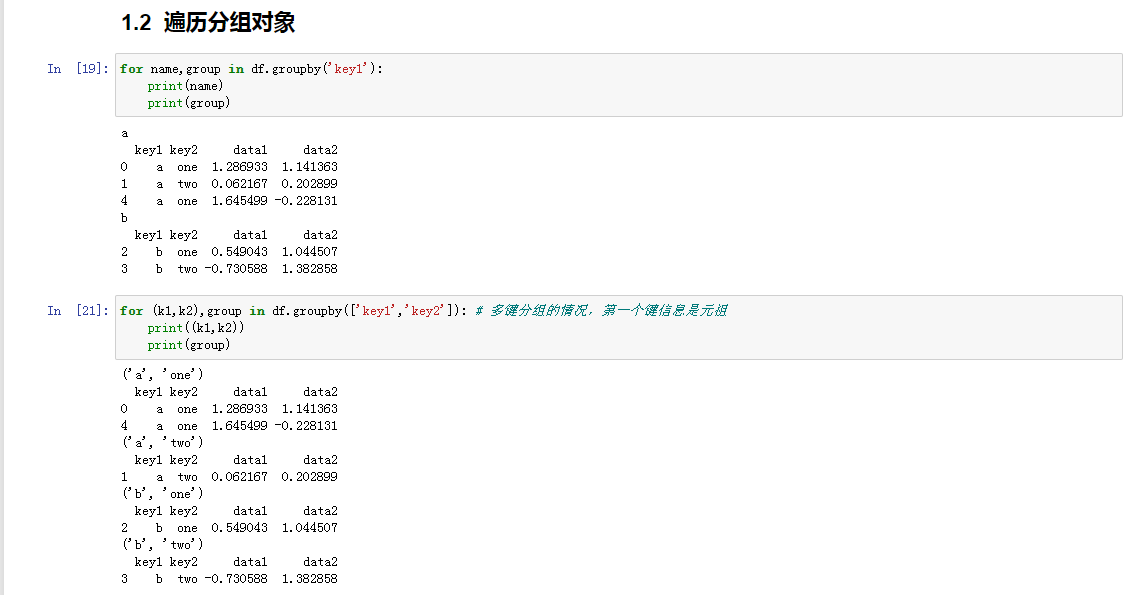 1.2 遍历分组对象
In [19]: for name,group in df.groupby('key1'):
print(name)
print(group)
a
key1 key2 data1 data2
0 a one 1.286933 1.141363
1 a two 0.062167 0.202899
4 a one 1.645499 -0.228131
b
key1 key2 data1 data2
2 b one 0.549043 1.044507
3 b two -0.730588 1.382858
In [21]: for (k1,k2),group in df.groupby(['key1','key2']): # 多键分组的情况，第一个键信息是元祖
print((k1,k2))
print(group)
('a', 'one')
key1 key2 data1 data2
0 a one 1.286933 1.141363
4 a one 1.645499 -0.228131
('a', 'two')
key1 key2 data1 data2
1 a two 0.062167 0.202899
('b', 'one')
key1 key2 data1 data2
2 b one 0.549043 1.044507
('b', 'two')
key1 key2 data1 data2
3 b two -0.730588 1.382858